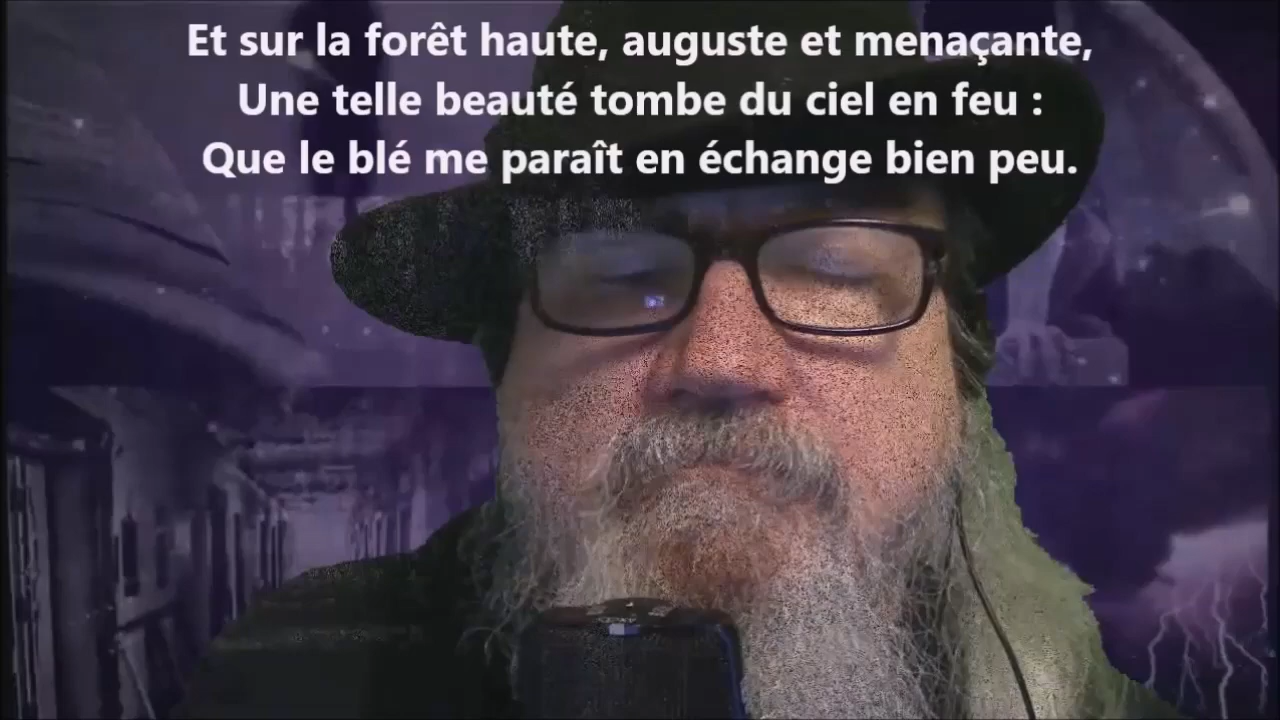 Et sur la forêt haute, auguste et menaçante,
Une telle beauté tombe du ciel en feu :
Que le blé me paraît en échange bien peu.